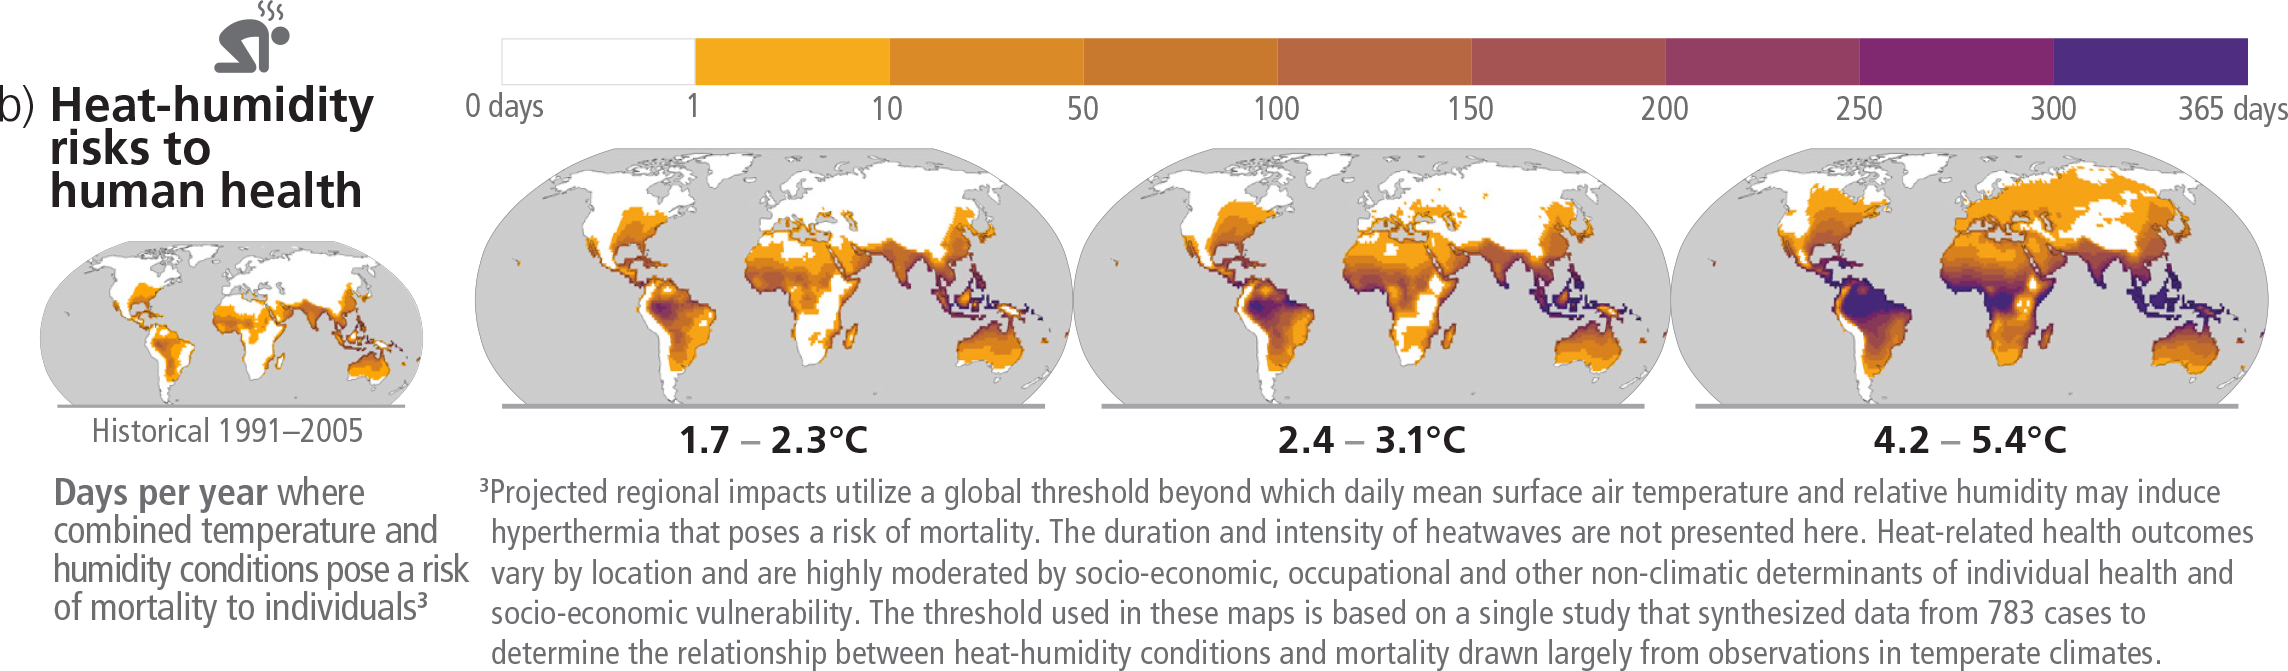 b) Heat-humidity
risks to
human health
0 days 1 10 50 100 150 200 250 300 365 days
Historical 1991–2005
1.7 – 2.3°C
2.4 – 3.1°C
4.2 – 5.4°C
Days per year where
combined temperature and
humidity conditions pose a risk
of mortality to individuals³
³Projected regional impacts utilize a global threshold beyond which daily mean surface air temperature and relative humidity may induce
hyperthermia that poses a risk of mortality. The duration and intensity of heatwaves are not presented here. Heat-related health outcomes
vary by location and are highly moderated by socio-economic, occupational and other non-climatic determinants of individual health and
socio-economic vulnerability. The threshold used in these maps is based on a single study that synthesized data from 783 cases to
determine the relationship between heat-humidity conditions and mortality drawn largely from observations in temperate climates.